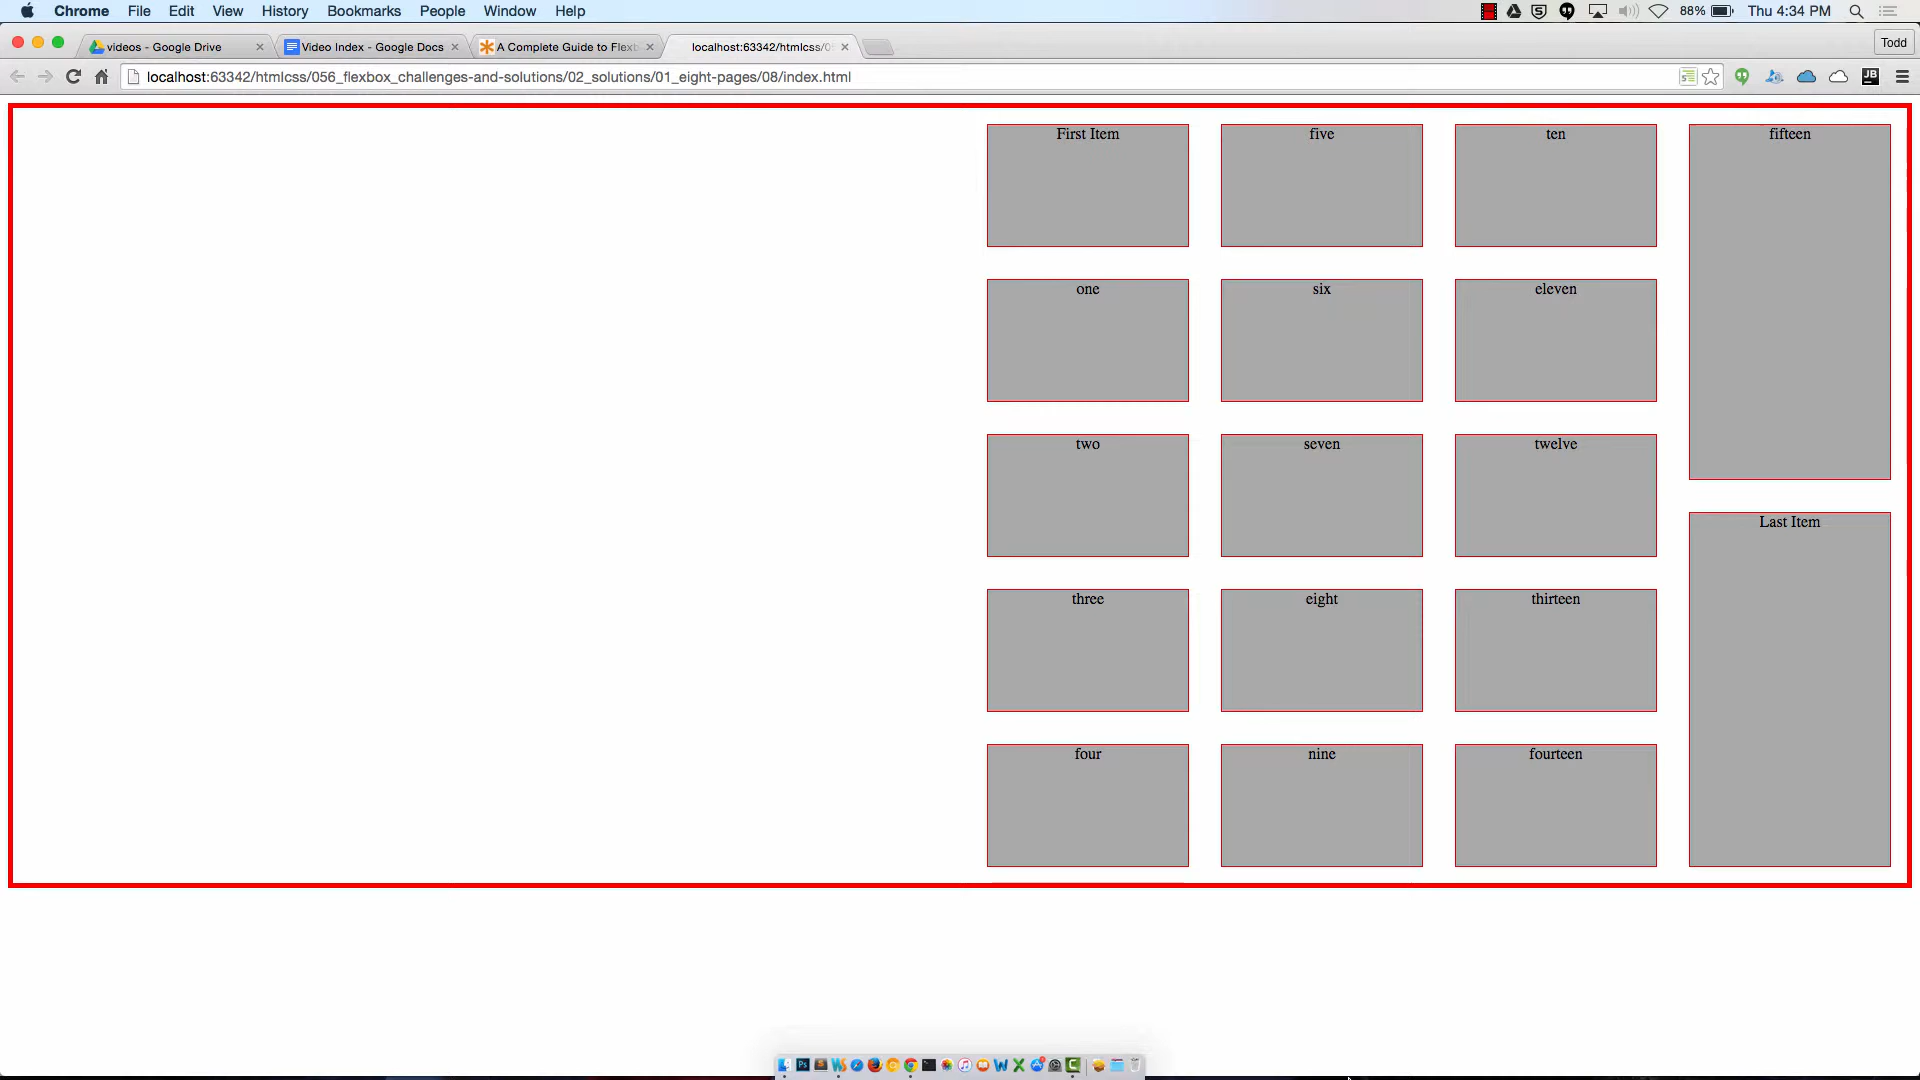 Chrome File Edit View History Bookmarks People Window Help 88% Thu 4:34 PM
videos - Google Drive Video Index - Google Docs A Complete Guide to Flexb localhost:63342/htmlcss/05 Todd
localhost:63342/htmlcss/056_flexbox_challenges-and-solutions/02_solutions/01_eight-pages/08/index.html JB
First Item five ten fifteen
one six eleven
two seven twelve
Last Item
three eight thirteen
four nine fourteen